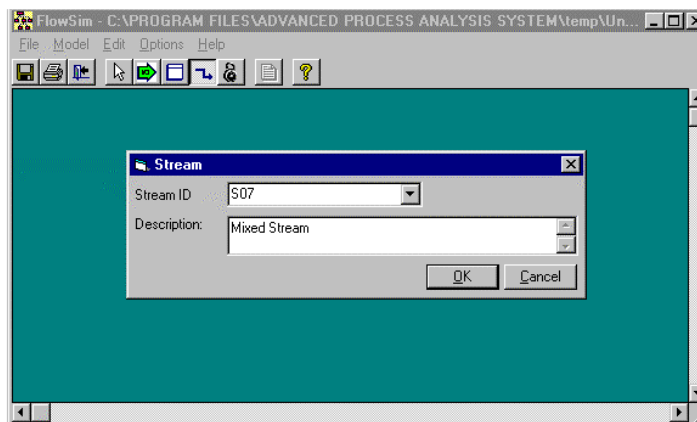 FlowSim - C:\PROGRAM FILES\ADVANCED PROCESS ANALYSIS SYSTEM\temp\Un...
File Model Edit Options Help
Stream
Stream ID S07
Description: Mixed Stream
OK Cancel